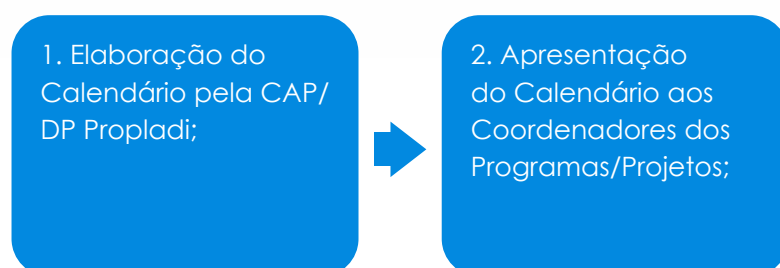 1. Elaboração do
Calendário pela CAP/
DP Propladi;
2. Apresentação
do Calendário aos
Coordenadores dos
Programas/Projetos;